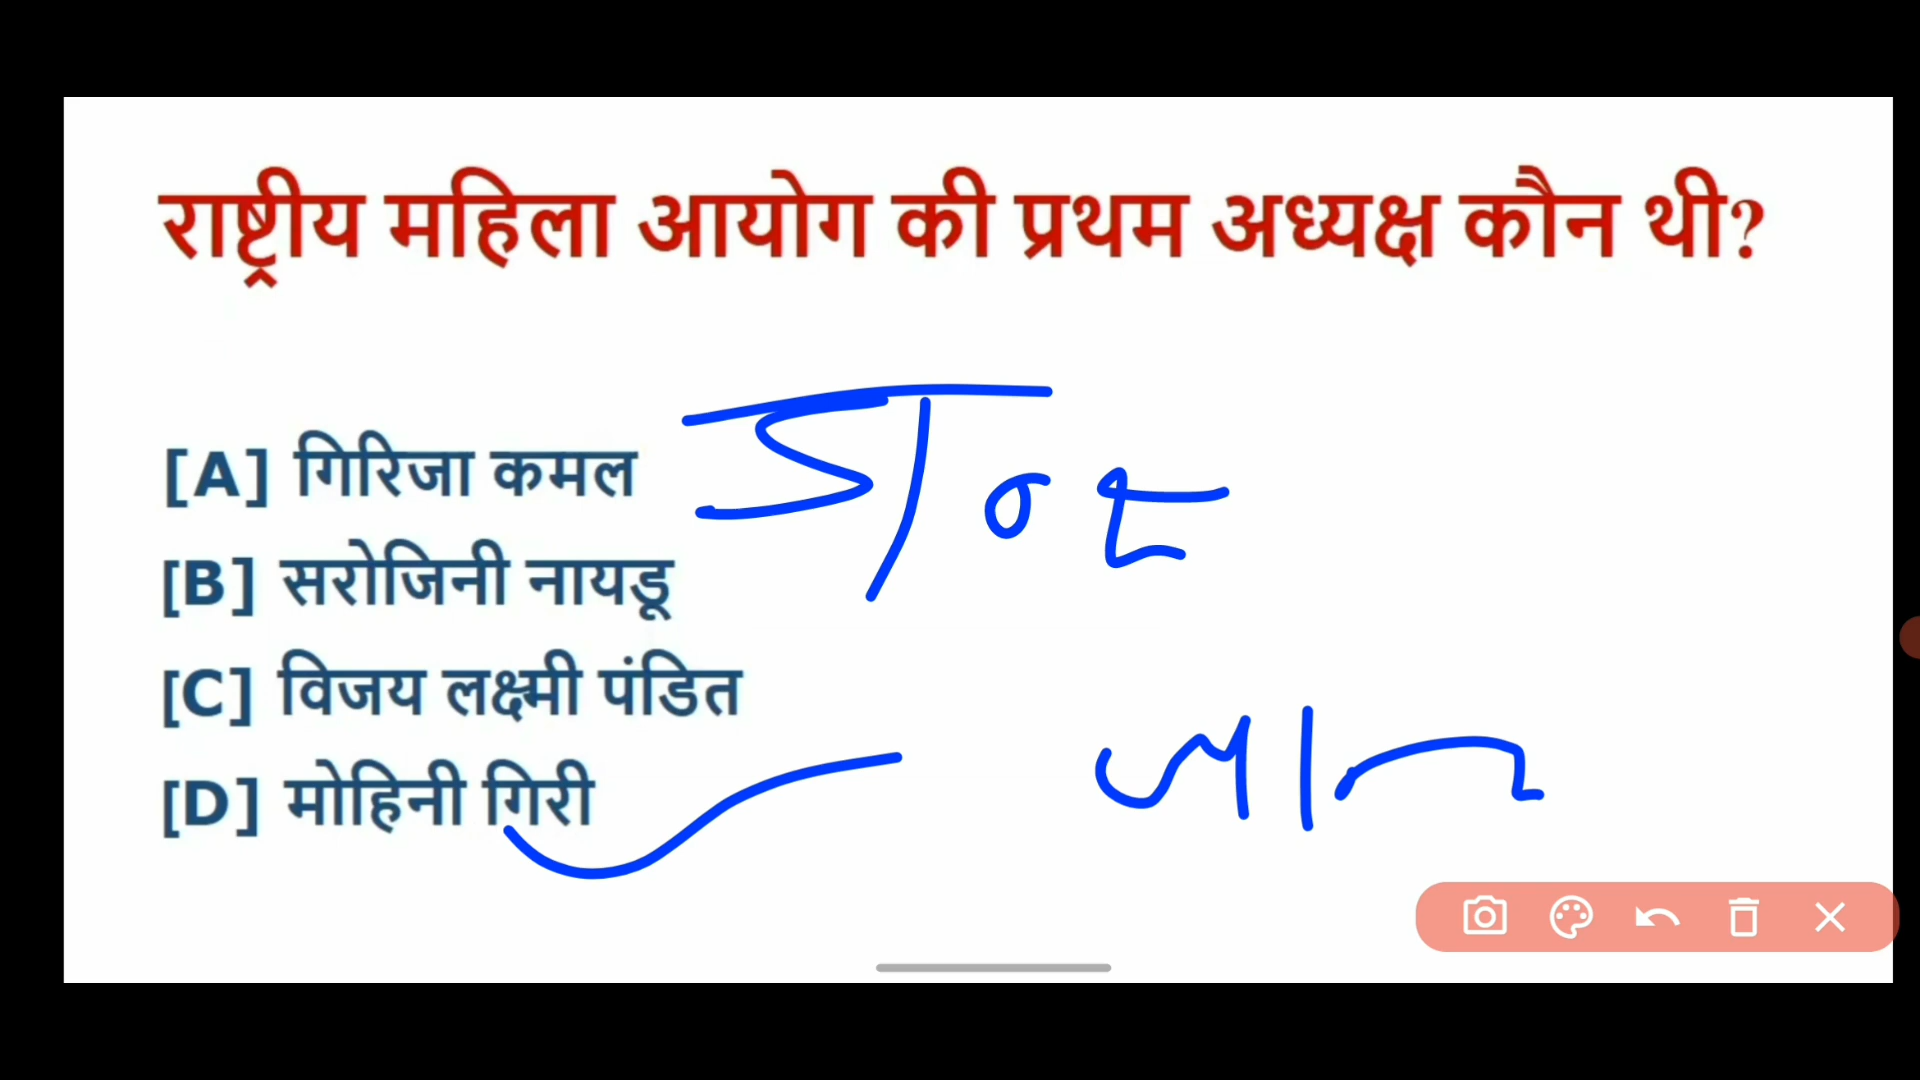 राष्ट्रीय महिला आयोग की प्रथम अध्यक्ष कौन थी?
[A] गिरिजा कमल
[B] सरोजिनी नायडू
[C] विजय लक्ष्मी पंडित
[D] मोहिनी गिरी